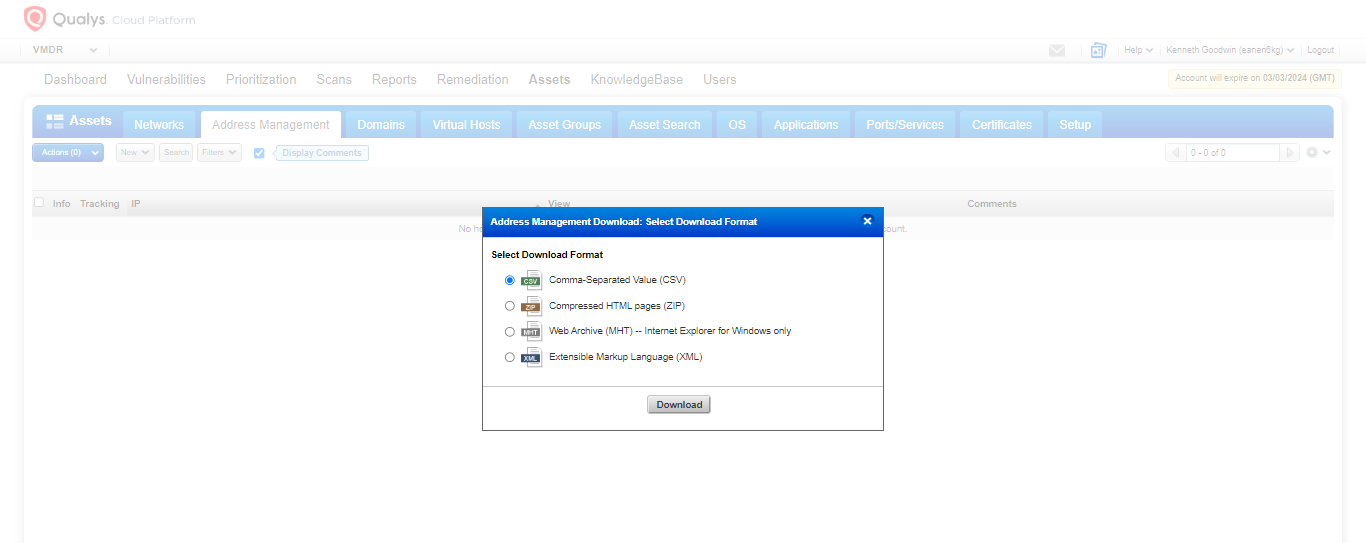 Qualys. Cloud Platform
VMDR
Help
Kenneth Goodwin (eanen5kg)
Logout
Dashboard Vulnerabilities Prioritization Scans Reports Remediation Assets KnowledgeBase Users
Account will expire on 03/03/2024 (GMT)
Assets Networks Address Management Domains Virtual Hosts Asset Groups Asset Search OS Applications Ports/Services Certificates Setup
Actions (0) New Search Filters Display Comments 0 - 0 of 0
Info Tracking IP View Comments
No
count.
Address Management Download: Select Download Format
Select Download Format
CSV Comma-Separated Value (CSV)
ZIP Compressed HTML pages (ZIP)
MHT Web Archive (MHT) -- Internet Explorer for Windows only
XML Extensible Markup Language (XML)
Download